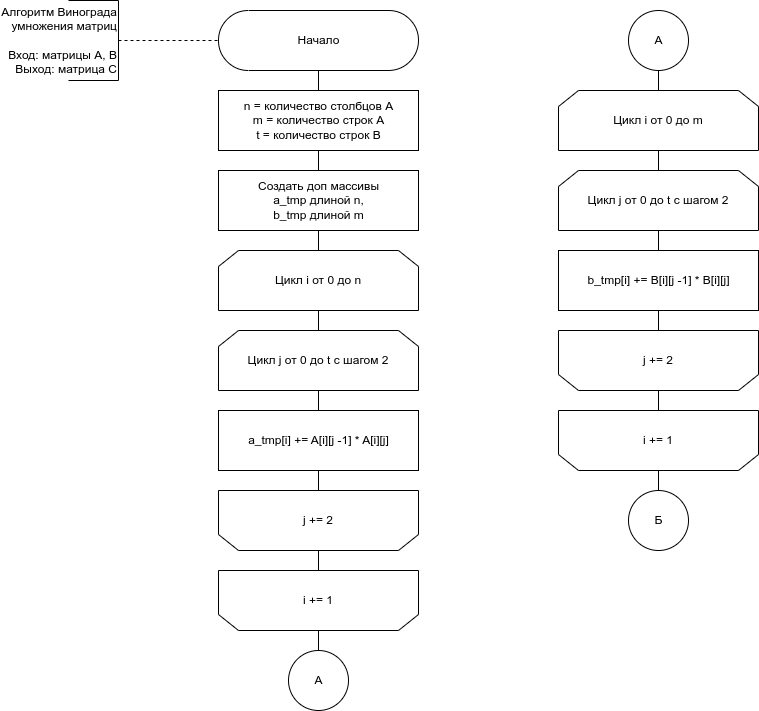 Алгоритм Винограда
умножения матриц
Вход: матрицы A, B
Выход: матрица C
Начало
n = количество столбцов A
m = количество строк A
t = количество строк B
Создать доп массивы
a_tmp длиной n,
b_tmp длиной m
Цикл i от 0 до n
Цикл j от 0 до t с шагом 2
a_tmp[i] += A[i][j -1] * A[i][j]
j += 2
i += 1
А
А
Цикл i от 0 до m
Цикл j от 0 до t с шагом 2
b_tmp[i] += B[i][j -1] * B[i][j]
j += 2
i += 1
Б